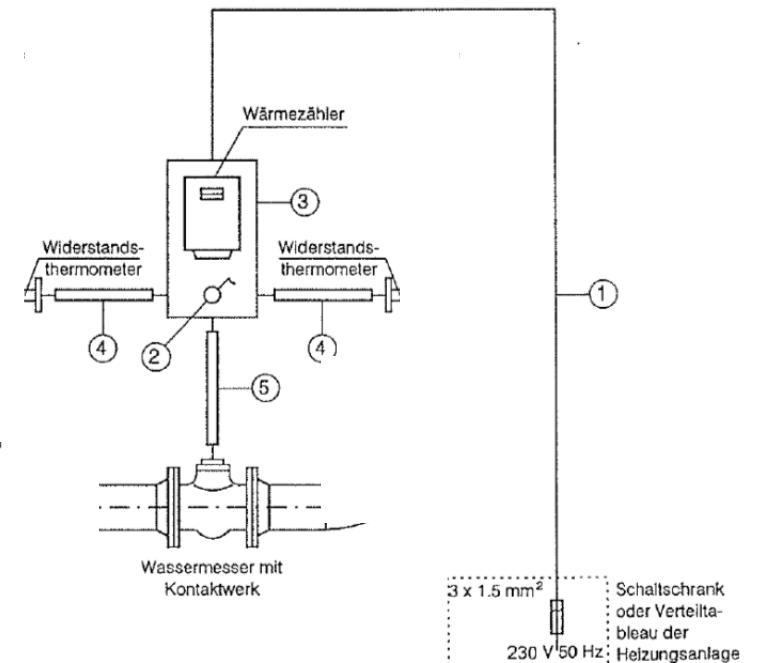 Wärmezähler
3
Widerstands-
thermometer
Widerstands-
thermometer
1
4
2
4
5
Wassermesser mit
Kontaktwerk
3 x 1.5 mm²
230 V 50 Hz
Schaltschrank
oder Verteilta-
bleau der
Heizungsanlage